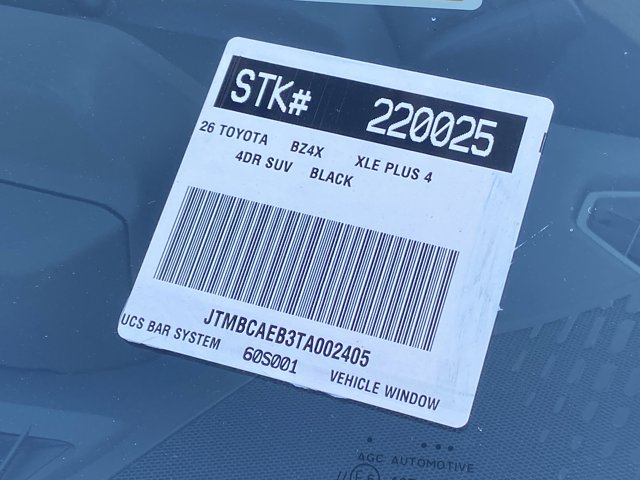 STK# 220025
26 TOYOTA BZ4X XLE PLUS 4
4DR SUV BLACK
JTMBCAEB3TA002405
UCS BAR SYSTEM 60S001 VEHICLE WINDOW
AGC AUTOMOTIVE